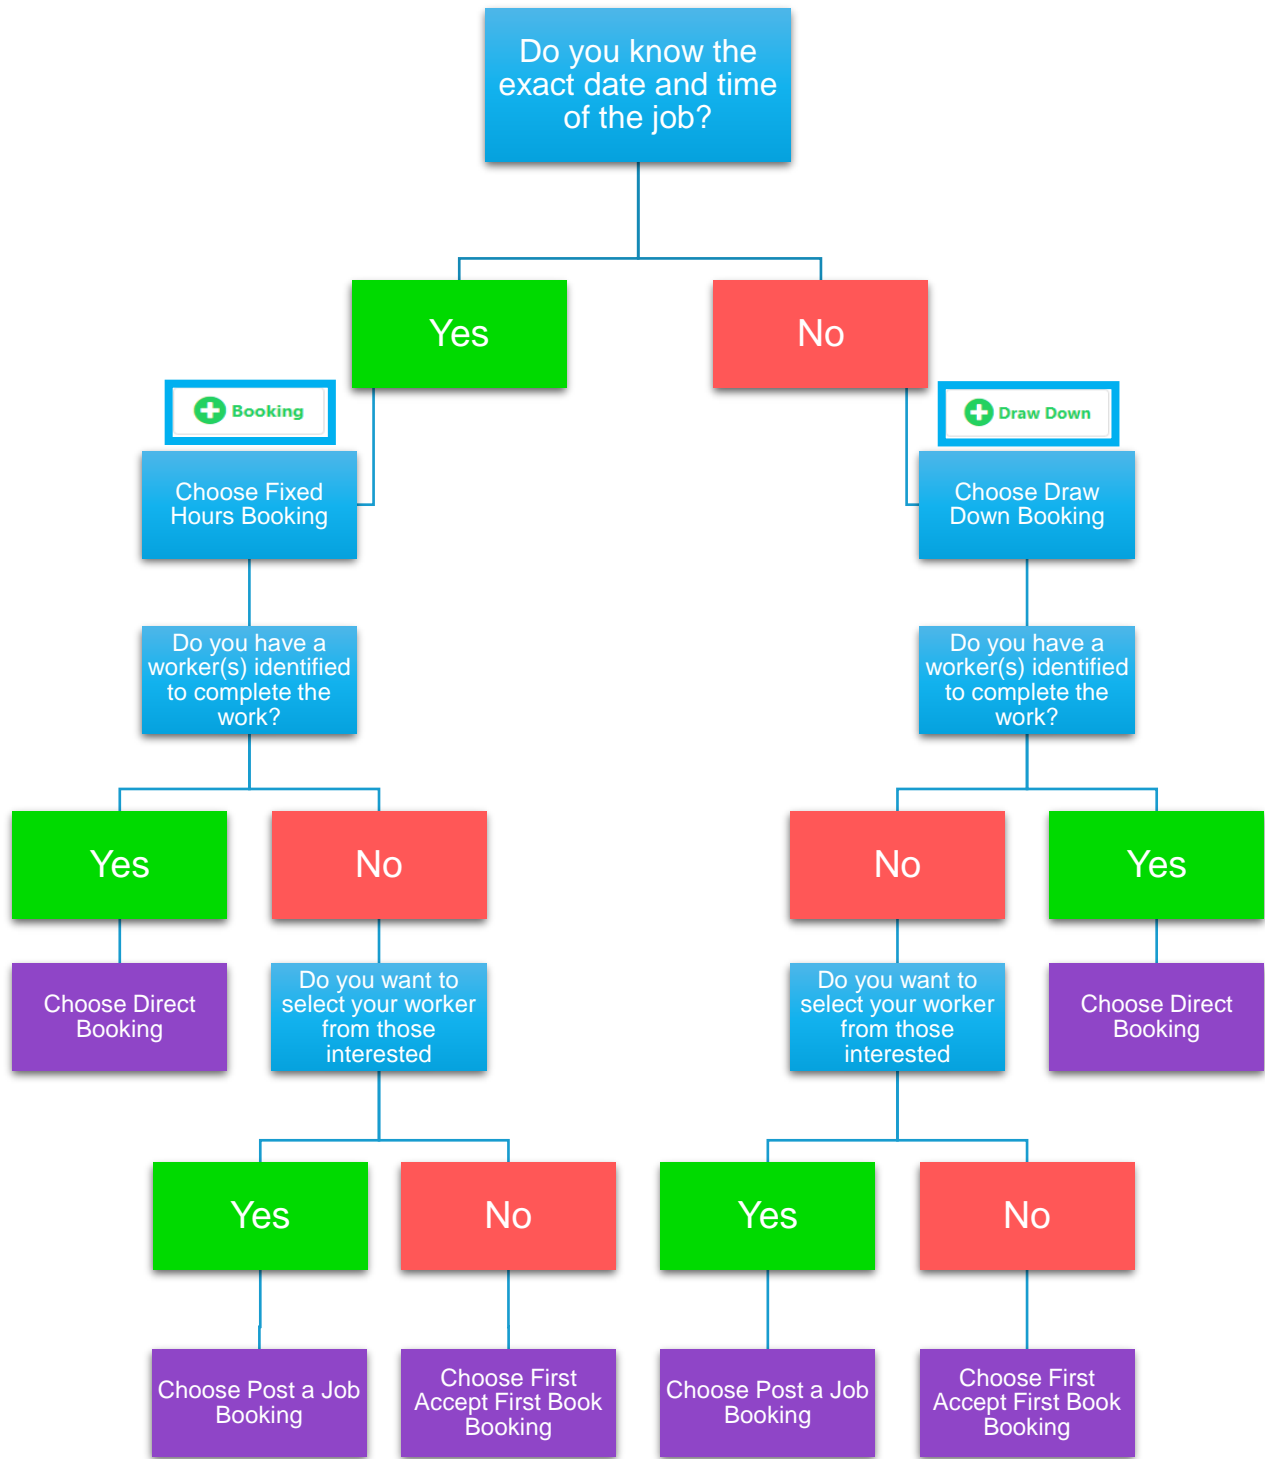 Do you know the
exact date and time
of the job?
Yes
No
Booking
Draw Down
Choose Fixed
Hours Booking
Choose Draw
Down Booking
Do you have a
worker(s) identified
to complete the
work?
Do you have a
worker(s) identified
to complete the
work?
Yes
No
No
Yes
Choose Direct
Booking
Do you want to
select your worker
from those
interested
Do you want to
select your worker
from those
interested
Choose Direct
Booking
Yes
No
Yes
No
Choose Post a Job
Booking
Choose First
Accept First Book
Booking
Choose Post a Job
Booking
Choose First
Accept First Book
Booking